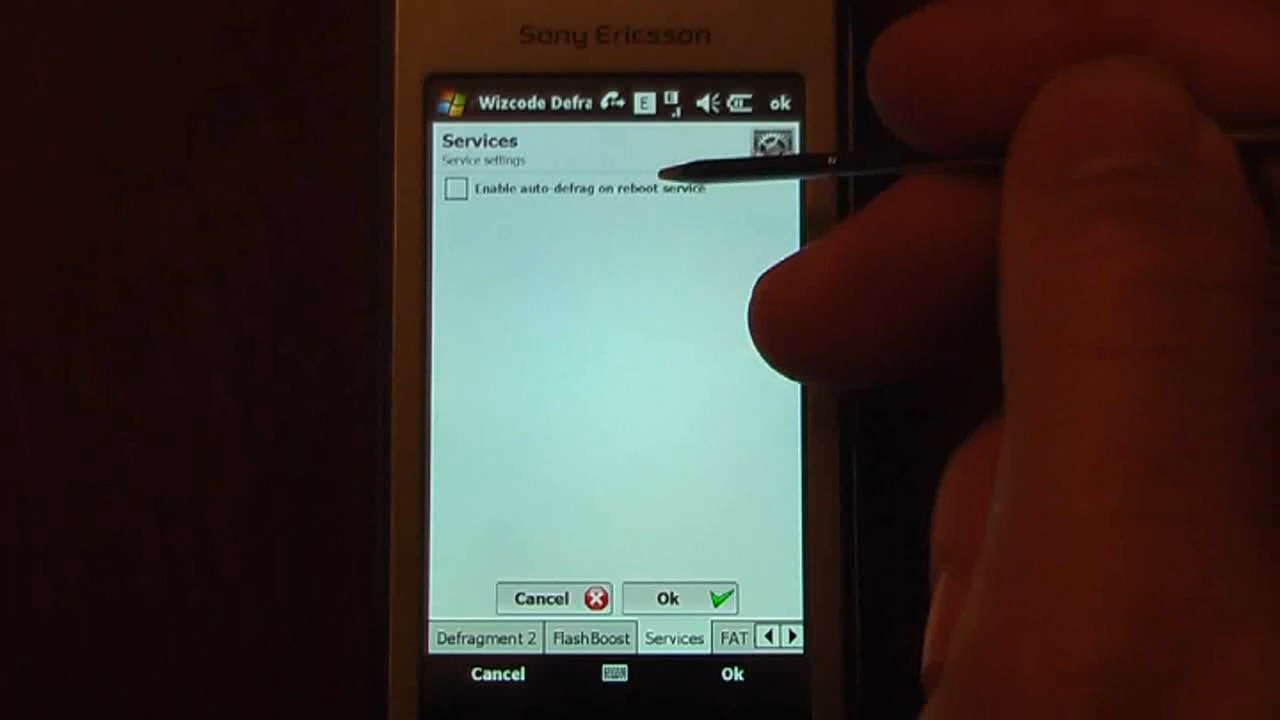 Sony Ericsson
Wizcode Defra E E ok
Services
Service settings
Enable auto-defrag on reboot service
Cancel Ok
Defragment 2 FlashBoost Services FAT
Cancel Ok